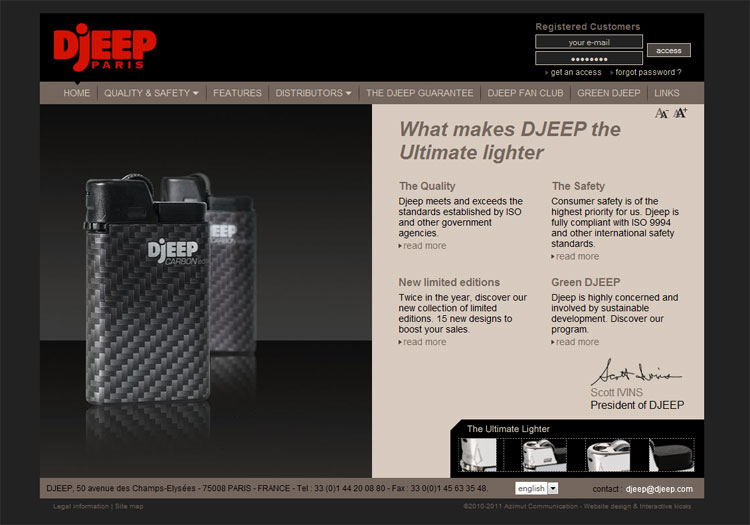 DJEEP
PARIS
Registered Customers
your e-mail
●●●●●●●●
access
get an access
forgot password ?
HOME
QUALITY & SAFETY
FEATURES
DISTRIBUTORS
THE DJEEP GUARANTEE
DJEEP FAN CLUB
GREEN DJEEP
LINKS
A A-
A A+
What makes DJEEP the
Ultimate lighter
The Quality
Djeep meets and exceeds the
standards established by ISO
and other government
agencies.
read more
The Safety
Consumer safety is of the
highest priority for us. Djeep is
fully compliant with ISO 9994
and other international safety
standards.
read more
New limited editions
Twice in the year, discover our
new collection of limited
editions. 15 new designs to
boost your sales.
read more
Green DJEEP
Djeep is highly concerned and
involved by sustainable
development. Discover our
program.
read more
DJEEP
CARBON
EEP
Scott Ivins
Scott IVINS
President of DJEEP
The Ultimate Lighter
DJEEP, 50 avenue des Champs-Elysées - 75008 PARIS - FRANCE - Tel : 33 (0)1 44 20 08 80 - Fax : 33 0(0)1 45 63 35 48.
english
contact : djeep@djeep.com
Legal Information | Site map
©2010-2011 Azimut Communication - Website design & Interactive kiosks